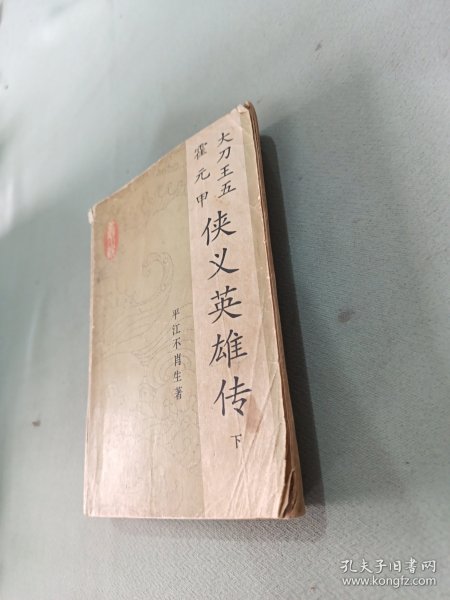 大刀王五
霍元甲
侠义英雄传
下
平江不肖生著
孔夫子旧书网
www.kongfz.com